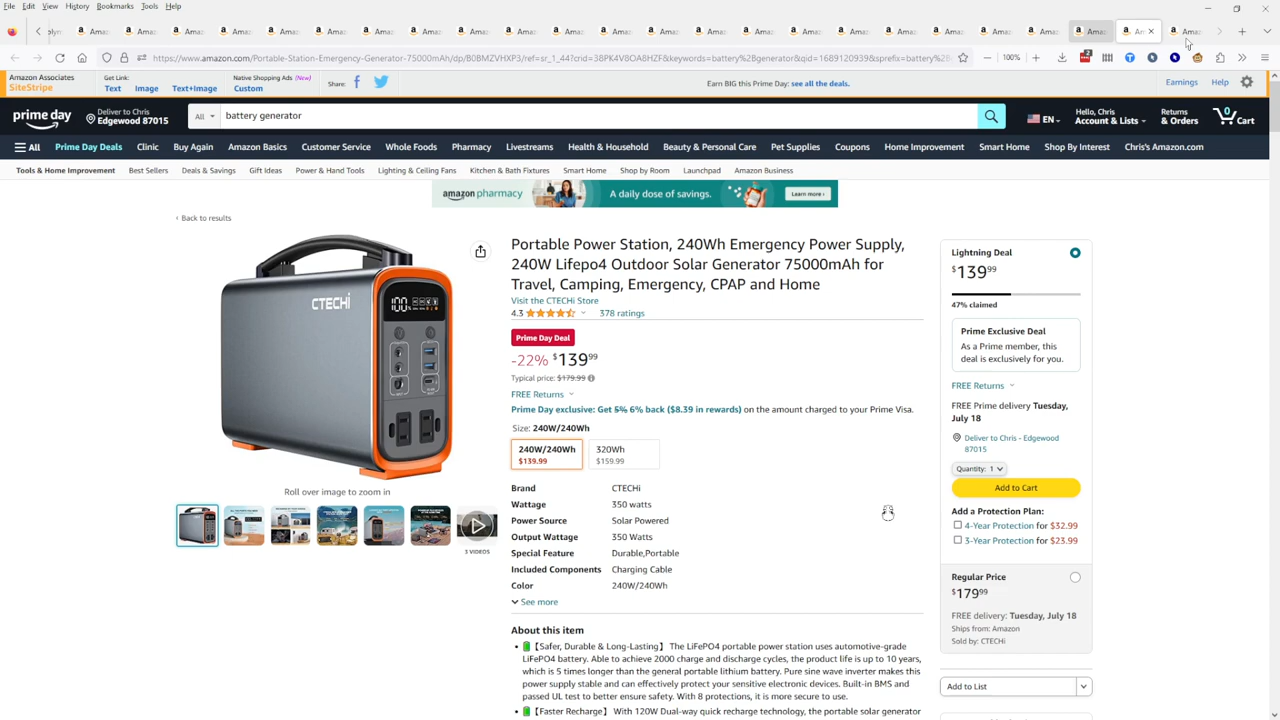 File Edit View History Bookmarks Tools Help
https://www.amazon.com/Portable-Station-Emergency-Generator-75000mAh/dp/B0BMZVHXP3/ref=sr_1_44?crid=38PK4V8OA8HZF&keywords=battery%2Bgenerator&qid=1689120939&sprefix=battery%2B
100%
Amazon Associates
SiteStripe
Get Link:
Text Image Text+Image
Native Shopping Ads (New)
Custom
Share:
Earn BIG this Prime Day: see all the deals.
Earnings Help
prime day
Deliver to Chris
Edgewood 87015
All
battery generator
EN
Hello, Chris
Account & Lists
Returns
& Orders
0
Cart
All Prime Day Deals Clinic Buy Again Amazon Basics Customer Service Whole Foods Pharmacy Livestreams Health & Household Beauty & Personal Care Pet Supplies Coupons Home Improvement Smart Home Shop By Interest Chris's Amazon.com
Tools & Home Improvement Best Sellers Deals & Savings Gift Ideas Power & Hand Tools Lighting & Ceiling Fans Kitchen & Bath Fixtures Smart Home Shop by Room Launchpad Amazon Business
amazon pharmacy A daily dose of savings. Learn more ›
‹ Back to results
CTECHi
100%
Roll over image to zoom in
3 VIDEOS
Portable Power Station, 240Wh Emergency Power Supply,
240W Lifepo4 Outdoor Solar Generator 75000mAh for
Travel, Camping, Emergency, CPAP and Home
Visit the CTECHi Store
4.3 378 ratings
Prime Day Deal
-22% $139 99
Typical price: $179.99
FREE Returns
Prime Day exclusive: Get 5% 6% back ($8.39 in rewards) on the amount charged to your Prime Visa.
Size: 240W/240Wh
240W/240Wh
$139.99
320Wh
$159.99
Brand CTECHi
Wattage 350 watts
Power Source Solar Powered
Output Wattage 350 Watts
Special Feature Durable,Portable
Included Components Charging Cable
Color 240W/240Wh
See more
About this item
• 【Safer, Durable & Long-Lasting】 The LiFePO4 portable power station uses automotive-grade
LiFePO4 battery. Able to achieve 2000 charge and discharge cycles, the product life is up to 10 years,
which is 5 times longer than the general portable lithium battery. Pure sine wave inverter makes this
power supply stable and can effectively protect your sensitive electronic devices. Built-in BMS and
passed UL test to better ensure safety. With 8 protections, it is more secure to use.
• 【Faster Recharge】 With 120W Dual-way quick recharge technology, the portable solar generator
Lightning Deal
$139 99
47% claimed
Prime Exclusive Deal
As a Prime member, this
deal is exclusively for you.
FREE Returns
FREE Prime delivery Tuesday,
July 18
Deliver to Chris - Edgewood
87015
Quantity: 1
Add to Cart
Add a Protection Plan:
4-Year Protection for $32.99
3-Year Protection for $23.99
Regular Price
$179 99
FREE delivery: Tuesday, July 18
Ships from: Amazon
Sold by: CTECHi
Add to List